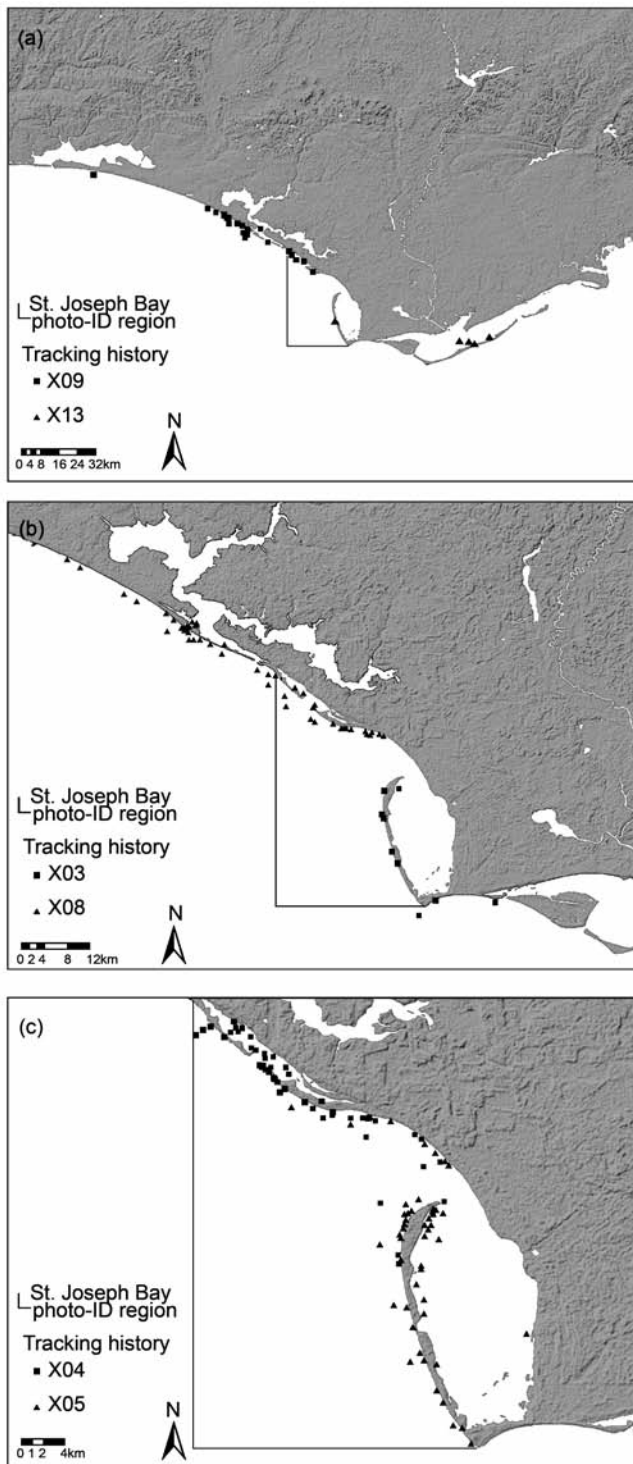 (a)
St. Joseph Bay
photo-ID region
Tracking history
X09
X13
N
0 4 8 16 24 32km
(b)
St. Joseph Bay
photo-ID region
Tracking history
X03
X08
N
0 2 4 8 12km
(c)
St. Joseph Bay
photo-ID region
Tracking history
X04
X05
N
0 1 2 4km